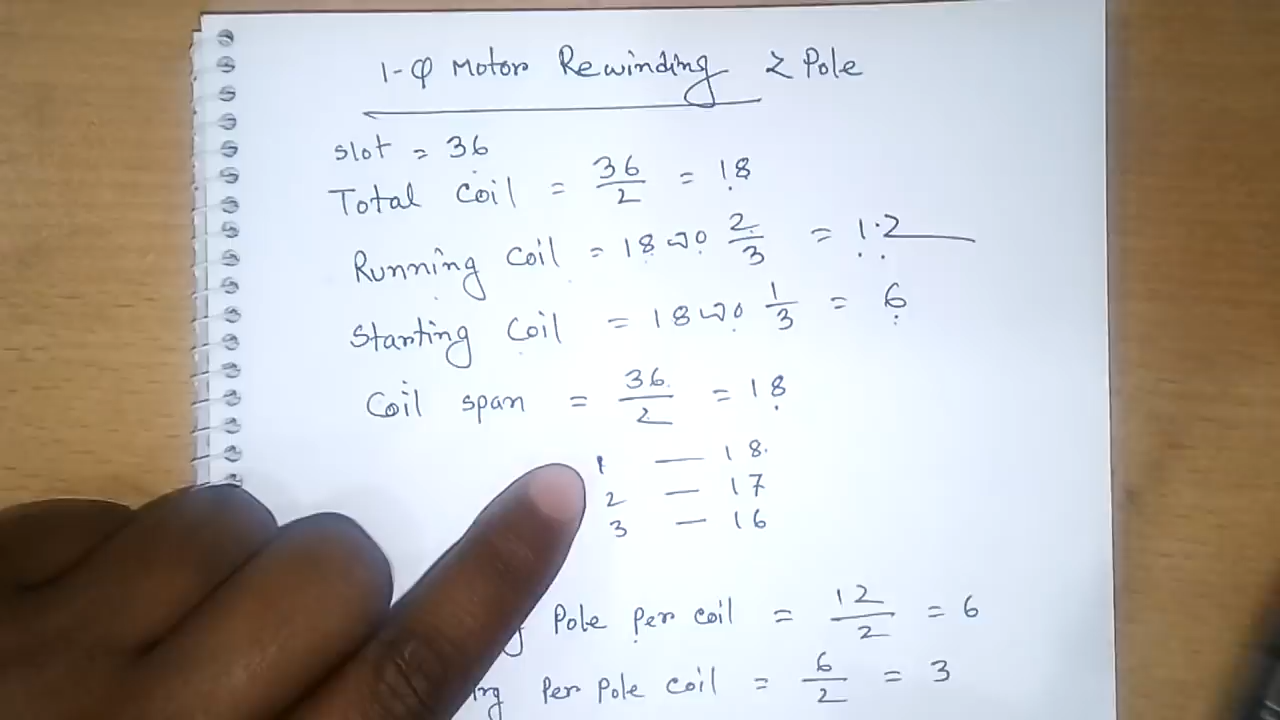 1-φ Motor Rewinding 2 Pole
slot = 36
Total coil = 36/2 = 18
Running coil = 18 এর 2/3 = 12
Starting coil = 18 এর 1/3 = 6
Coil span = 36/2 = 18
1 — 18
2 — 17
3 — 16
Pole per coil = 12/2 = 6
Per pole coil = 6/2 = 3